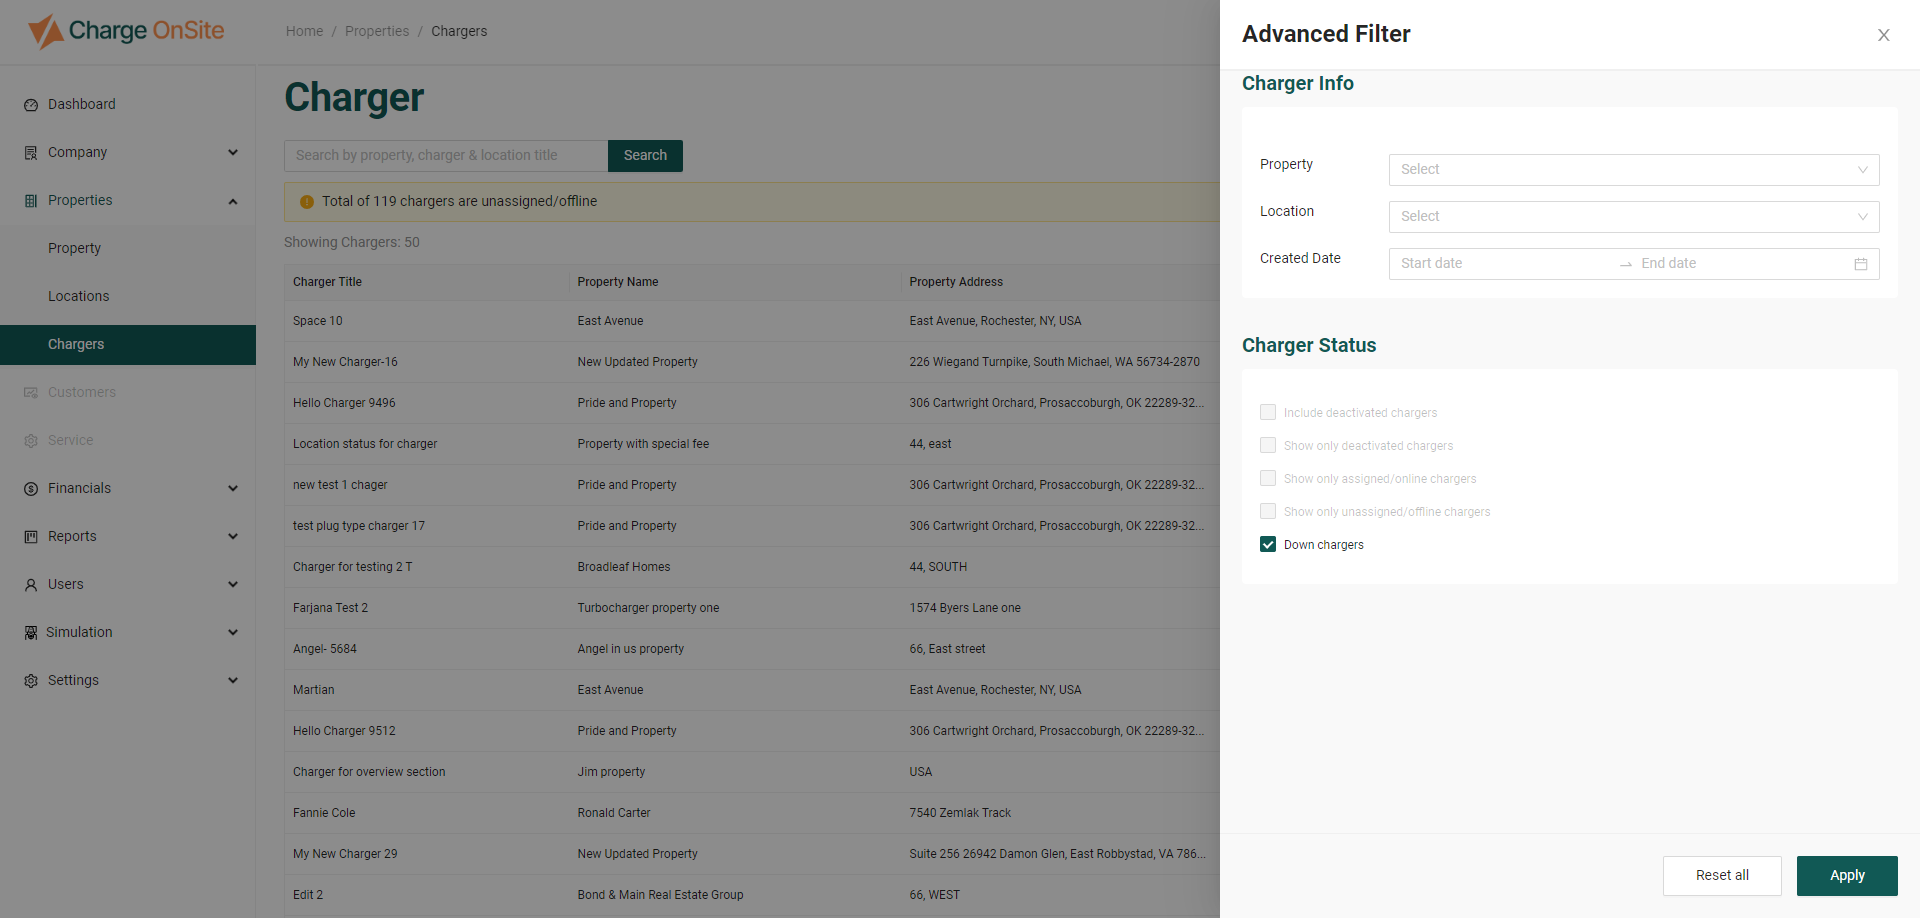 Charge OnSite
Home / Properties / Chargers
Dashboard
Company
Properties
Property
Locations
Chargers
Customers
Service
Financials
Reports
Users
Simulation
Settings
Charger
Search by property, charger & location title
Search
Total of 119 chargers are unassigned/offline
Showing Chargers: 50
Charger Title Property Name Property Address
Space 10 East Avenue East Avenue, Rochester, NY, USA
My New Charger-16 New Updated Property 226 Wiegand Turnpike, South Michael, WA 56734-2870
Hello Charger 9496 Pride and Property 306 Cartwright Orchard, Prosaccoburgh, OK 22289-32...
Location status for charger Property with special fee 44, east
new test 1 chager Pride and Property 306 Cartwright Orchard, Prosaccoburgh, OK 22289-32...
test plug type charger 17 Pride and Property 306 Cartwright Orchard, Prosaccoburgh, OK 22289-32...
Charger for testing 2 T Broadleaf Homes 44, SOUTH
Farjana Test 2 Turbocharger property one 1574 Byers Lane one
Angel- 5684 Angel in us property 66, East street
Martian East Avenue East Avenue, Rochester, NY, USA
Hello Charger 9512 Pride and Property 306 Cartwright Orchard, Prosaccoburgh, OK 22289-32...
Charger for overview section Jim property USA
Fannie Cole Ronald Carter 7540 Zemlak Track
My New Charger 29 New Updated Property Suite 256 26942 Damon Glen, East Robbystad, VA 786...
Edit 2 Bond & Main Real Estate Group 66, WEST
Advanced Filter
Charger Info
Property Select
Location Select
Created Date Start date End date
Charger Status
Include deactivated chargers
Show only deactivated chargers
Show only assigned/online chargers
Show only unassigned/offline chargers
Down chargers
Reset all Apply